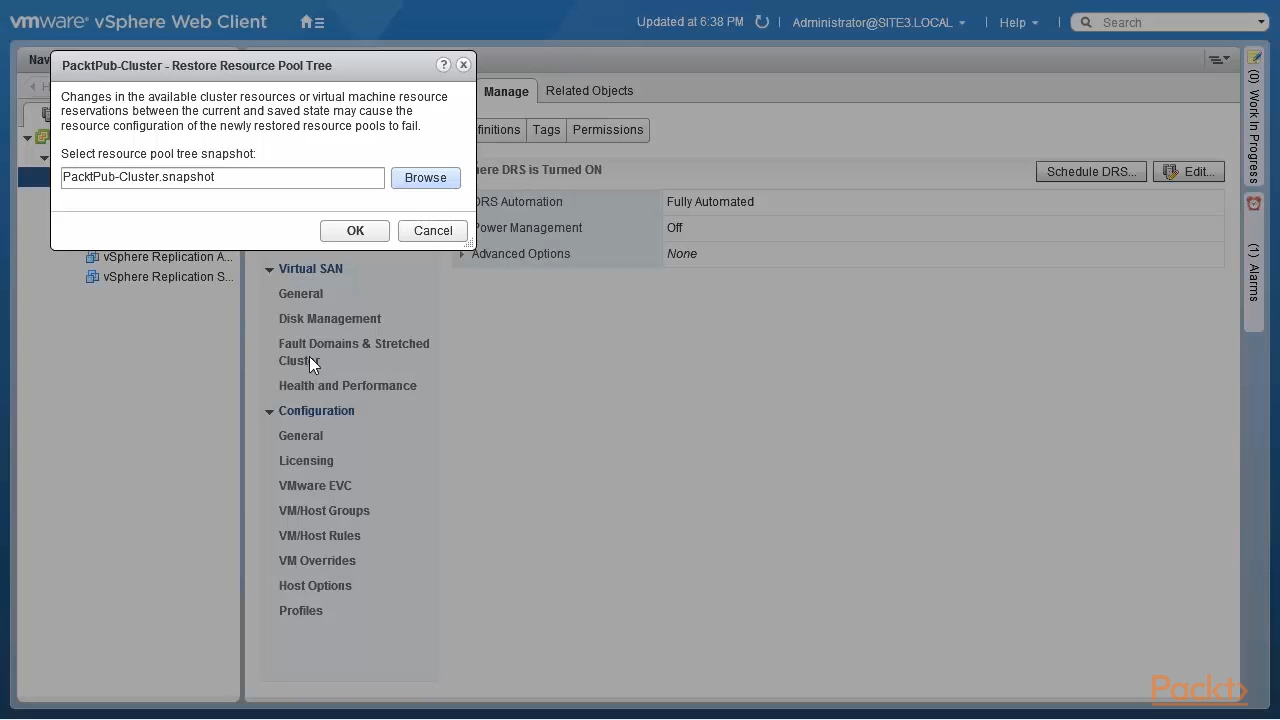 vmware® vSphere Web Client
Updated at 6:38 PM
Administrator@SITE3.LOCAL
Help
Search
Nav
PacktPub-Cluster - Restore Resource Pool Tree
Changes in the available cluster resources or virtual machine resource
reservations between the current and saved state may cause the
resource configuration of the newly restored resource pools to fail.
Select resource pool tree snapshot:
PacktPub-Cluster.snapshot
Browse
OK
Cancel
Manage
Related Objects
Tags
Permissions
DRS is Turned ON
Schedule DRS...
Edit...
DRS Automation
Fully Automated
Power Management
Off
Advanced Options
None
vSphere Replication A...
vSphere Replication S...
Virtual SAN
General
Disk Management
Fault Domains & Stretched
Cluster
Health and Performance
Configuration
General
Licensing
VMware EVC
VM/Host Groups
VM/Host Rules
VM Overrides
Host Options
Profiles
(0) Work In Progress
(1) Alarms
Packt>